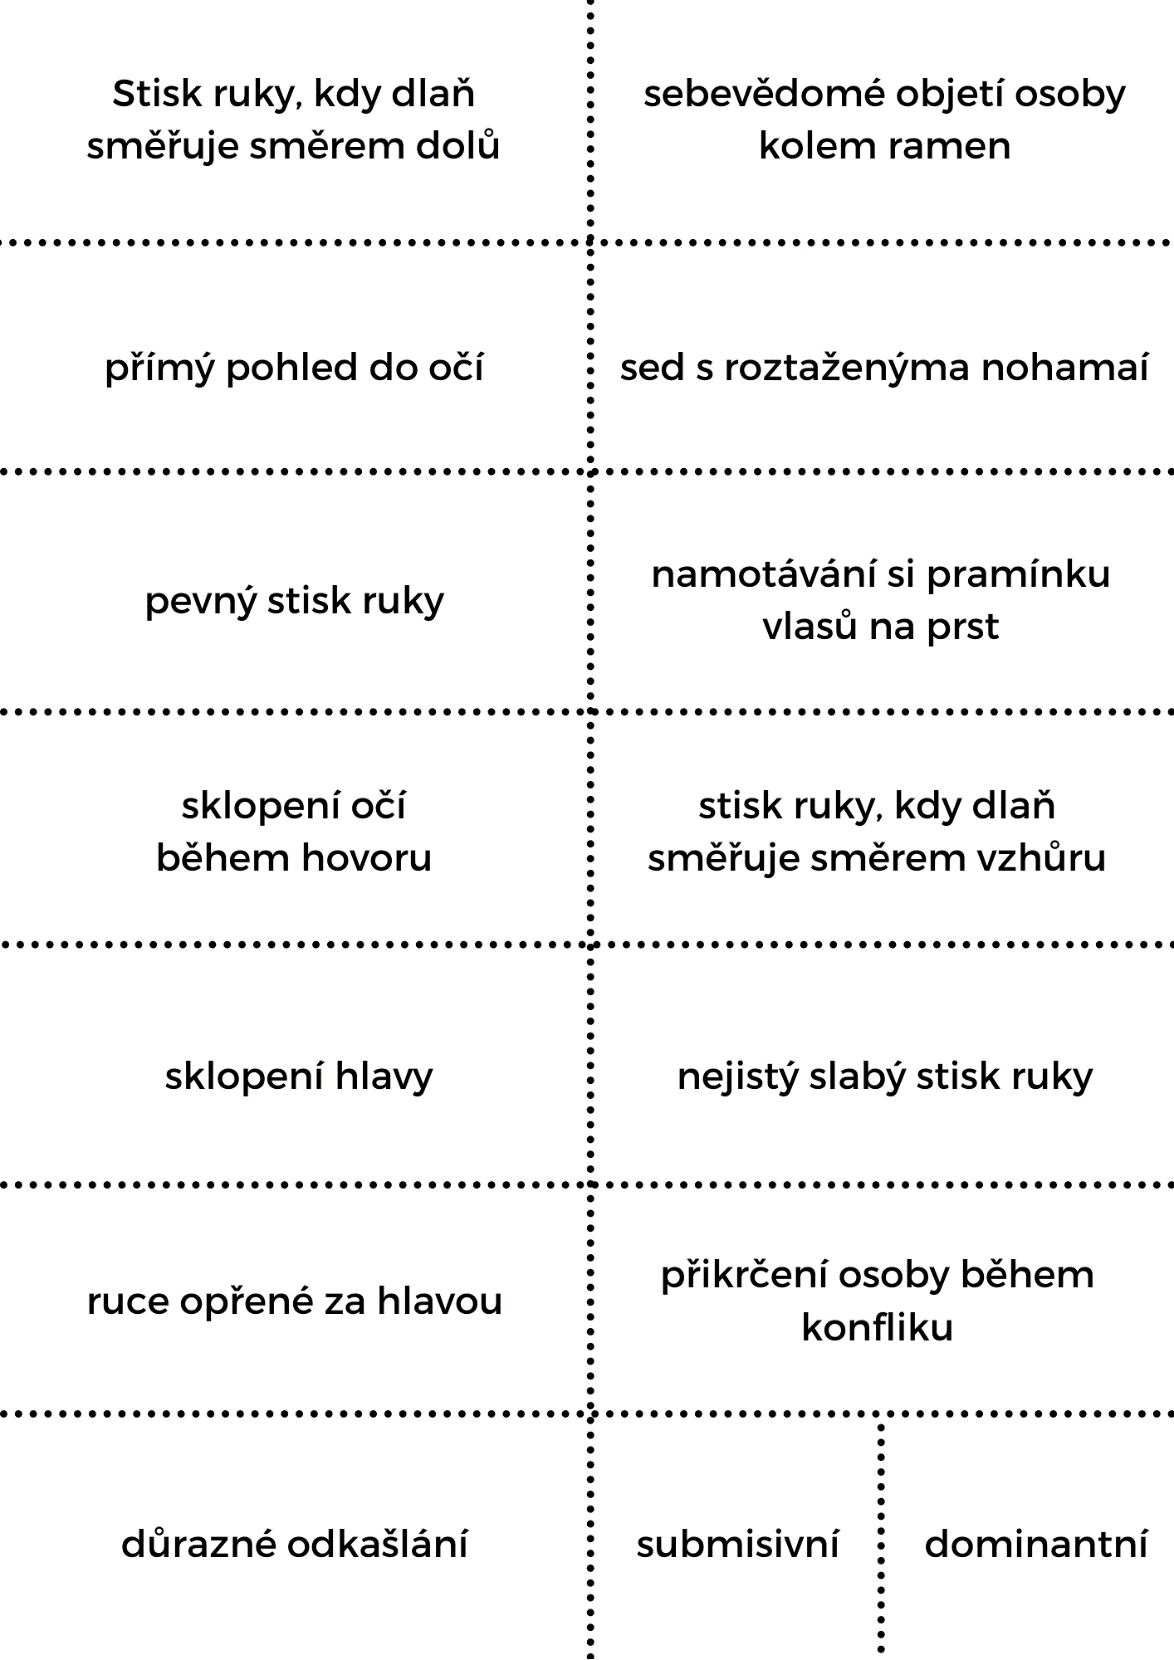 Stisk ruky, kdy dlaň
směřuje směrem dolů
sebevědomé objetí osoby
kolem ramen
přímý pohled do očí
sed s roztaženýma nohamaí
pevný stisk ruky
namotávání si pramínku
vlasů na prst
sklopení očí
během hovoru
stisk ruky, kdy dlaň
směřuje směrem vzhůru
sklopení hlavy
nejistý slabý stisk ruky
ruce opřené za hlavou
přikrčení osoby během
konfliku
důrazné odkašlání
submisivní
dominantní